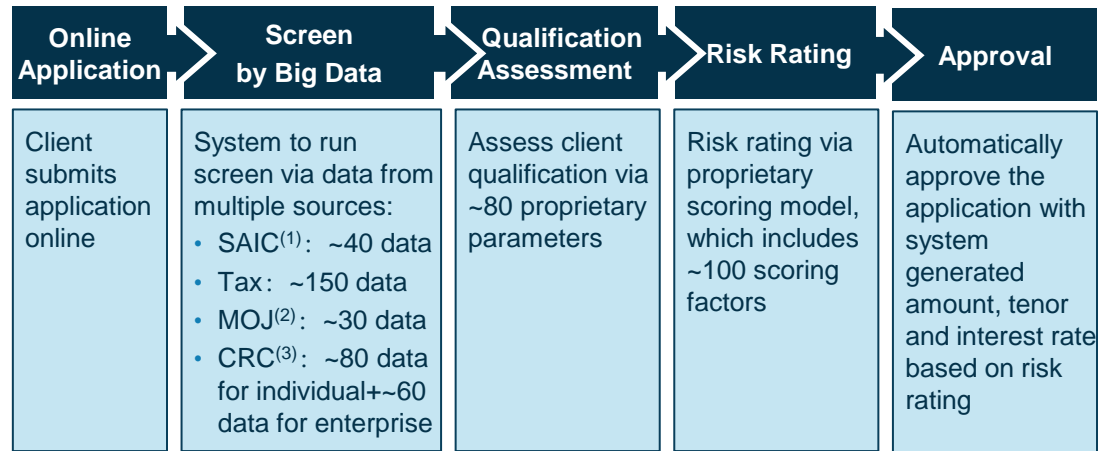 Online
Application
Screen
by Big Data
Qualification
Assessment
Risk Rating
Approval
Client
submits
application
online
System to run
screen via data from
multiple sources:
• SAIC(1): ~40 data
• Tax: ~150 data
• MOJ(2): ~30 data
• CRC(3): ~80 data
for individual+~60
data for enterprise
Assess client
qualification via
~80 proprietary
parameters
Risk rating via
proprietary
scoring model,
which includes
~100 scoring
factors
Automatically
approve the
application with
system
generated
amount, tenor
and interest rate
based on risk
rating